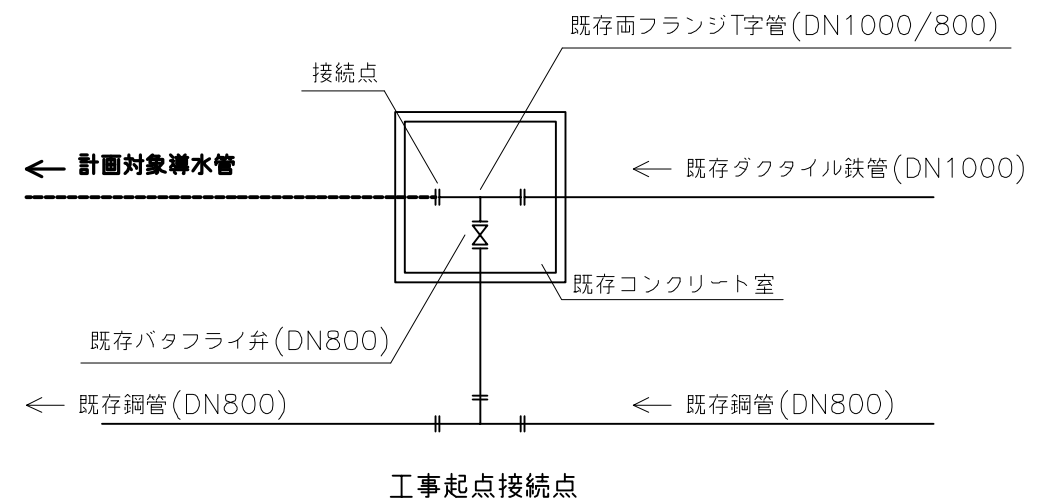 既存両フランジT字管(DN1000/800)
接続点
計画対象導水管
既存ダクタイル鉄管(DN1000)
既存コンクリート室
既存バタフライ弁(DN800)
既存鋼管(DN800)
既存鋼管(DN800)
工事起点接続点